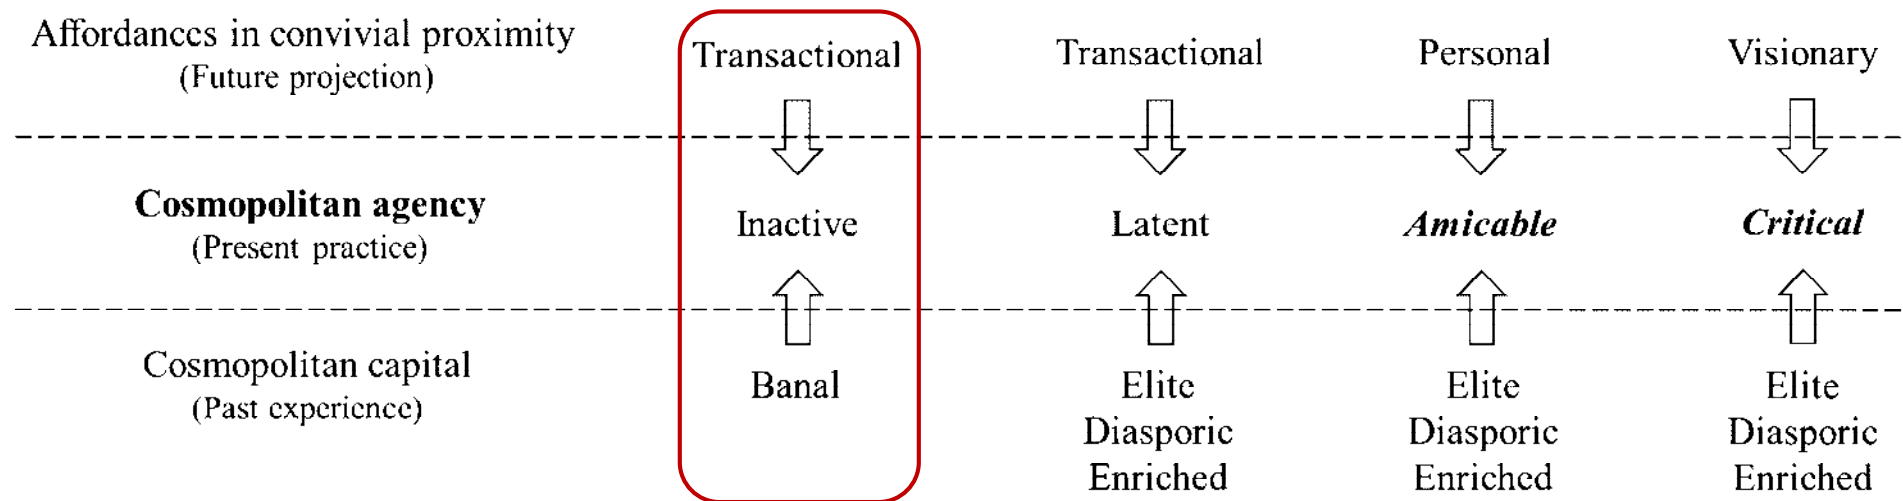 Affordances in convivial proximity
(Future projection)
Transactional
Transactional
Personal
Visionary
Cosmopolitan agency
(Present practice)
Inactive
Latent
Amicable
Critical
Cosmopolitan capital
(Past experience)
Banal
Elite
Diasporic
Enriched
Elite
Diasporic
Enriched
Elite
Diasporic
Enriched